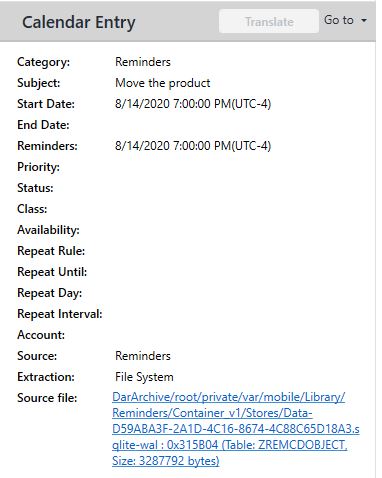 Calendar Entry Translate Go to
Category: Reminders
Subject: Move the product
Start Date: 8/14/2020 7:00:00 PM(UTC-4)
End Date:
Reminders: 8/14/2020 7:00:00 PM(UTC-4)
Priority:
Status:
Class:
Availability:
Repeat Rule:
Repeat Until:
Repeat Day:
Repeat Interval:
Account:
Source: Reminders
Extraction: File System
Source file: DarArchive/root/private/var/mobile/Library/
Reminders/Container_v1/Stores/Data-
D59ABA3F-2A1D-4C16-8674-4C88C65D18A3.s
qlite-wal : 0x315B04 (Table: ZREMCDOBJECT,
Size: 3287792 bytes)